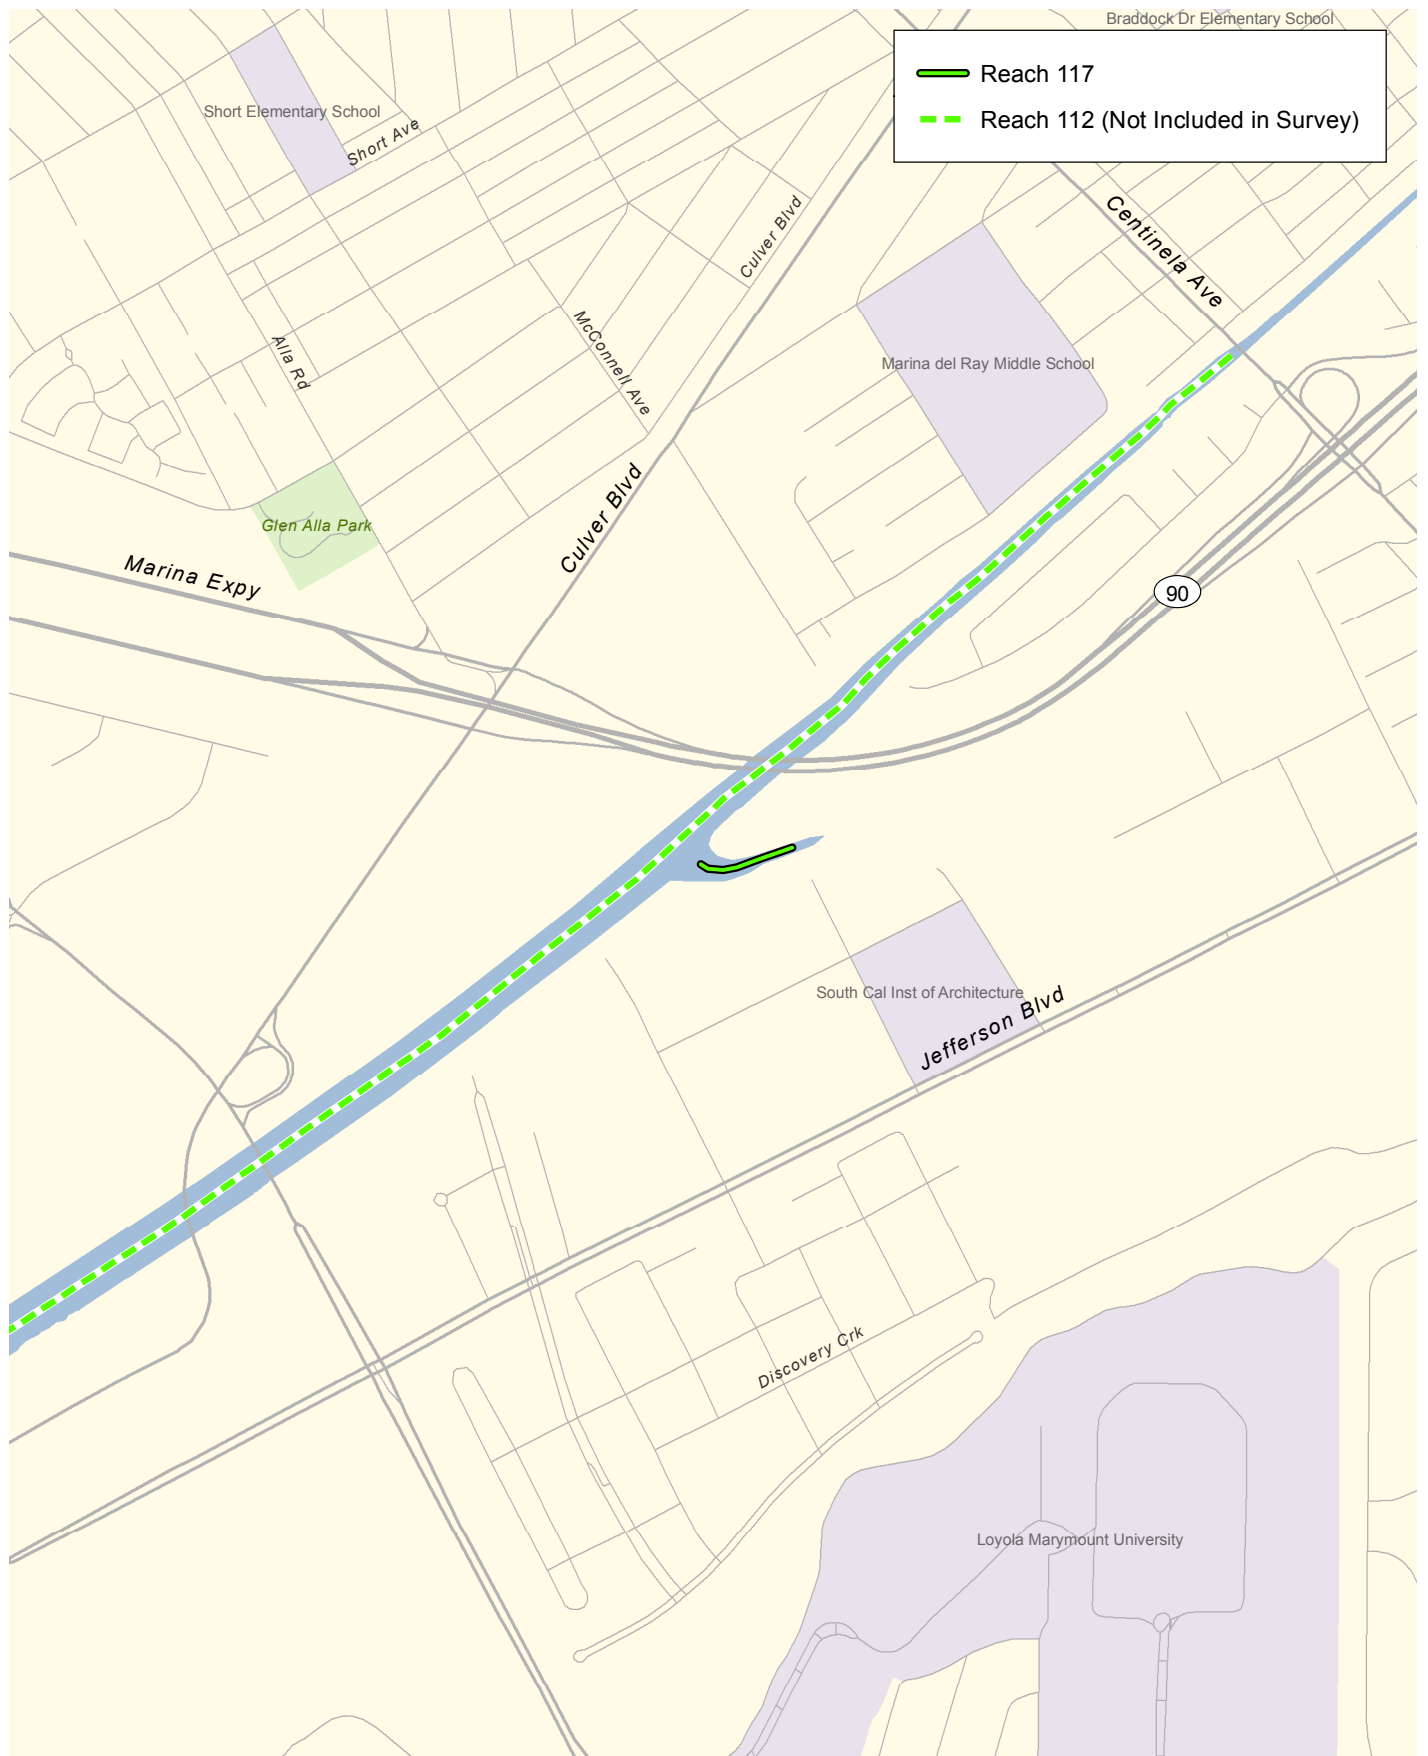 Braddock Dr Elementary School
Reach 117
Reach 112 (Not Included in Survey)
Short Elementary School
Short Ave
Culver Blvd
Centinela Ave
Alla Rd
McConnell Ave
Marina del Ray Middle School
Culver Blvd
Glen Alla Park
Marina Expy
90
South Cal Inst of Architecture
Jefferson Blvd
Discovery Crk
Loyola Marymount University